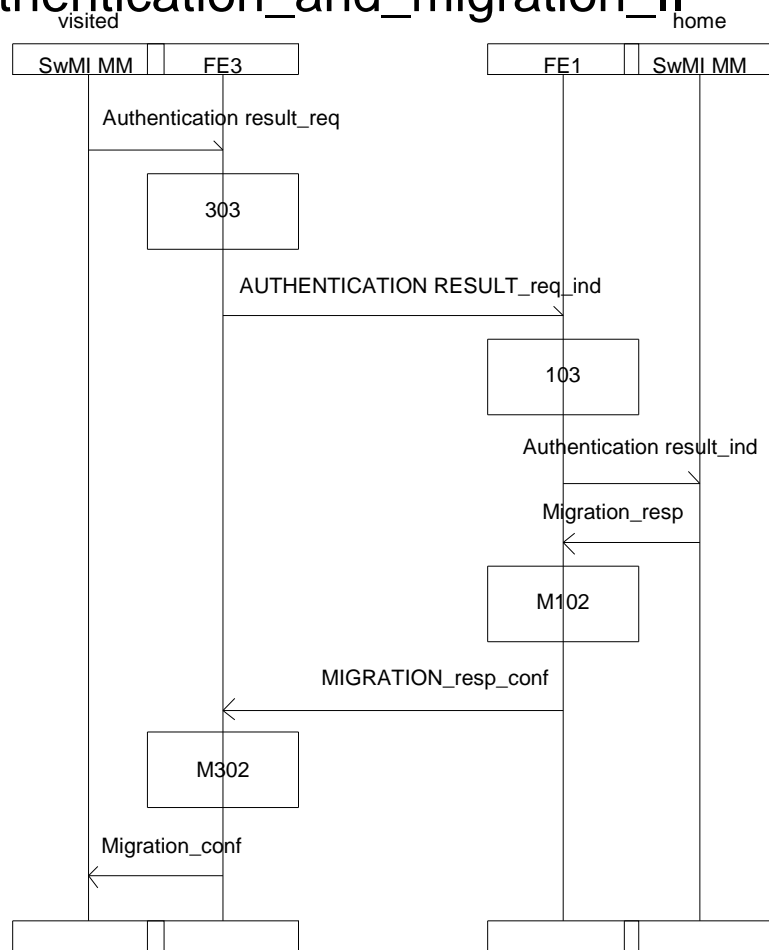 thentication_and_migration_II
visited
home
SwMI MM
FE3
FE1
SwMI MM
Authentication result_req
303
AUTHENTICATION RESULT_req_ind
103
Authentication result_ind
Migration_resp
M102
MIGRATION_resp_conf
M302
Migration_conf